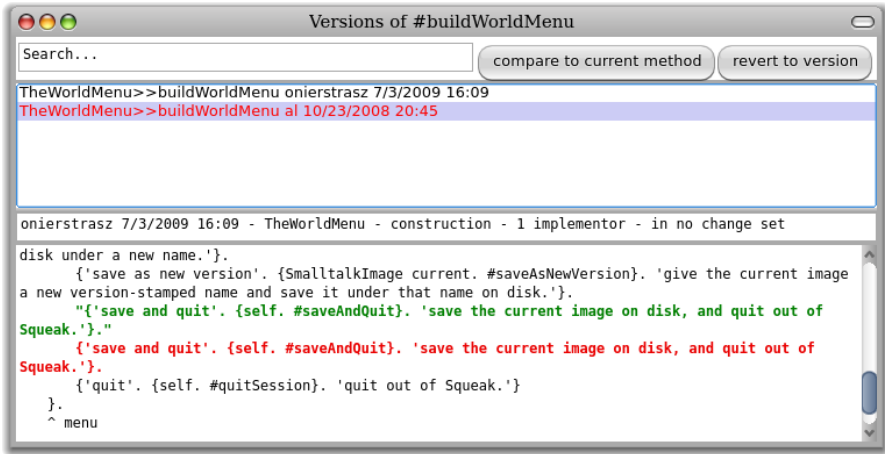 Versions of #buildWorldMenu
Search...
compare to current method
revert to version
TheWorldMenu>>buildWorldMenu onierstrasz 7/3/2009 16:09
TheWorldMenu>>buildWorldMenu al 10/23/2008 20:45
onierstrasz 7/3/2009 16:09 - TheWorldMenu - construction - 1 implementor - in no change set
disk under a new name.'}.
{'save as new version'. {SmalltalkImage current. #saveAsNewVersion}. 'give the current image
a new version-stamped name and save it under that name on disk.'}.
"{'save and quit'. {self. #saveAndQuit}. 'save the current image on disk, and quit out of
Squeak.'}."
{'save and quit'. {self. #saveAndQuit}. 'save the current image on disk, and quit out of
Squeak.'}.
{'quit'. {self. #quitSession}. 'quit out of Squeak.'}
}.
^ menu